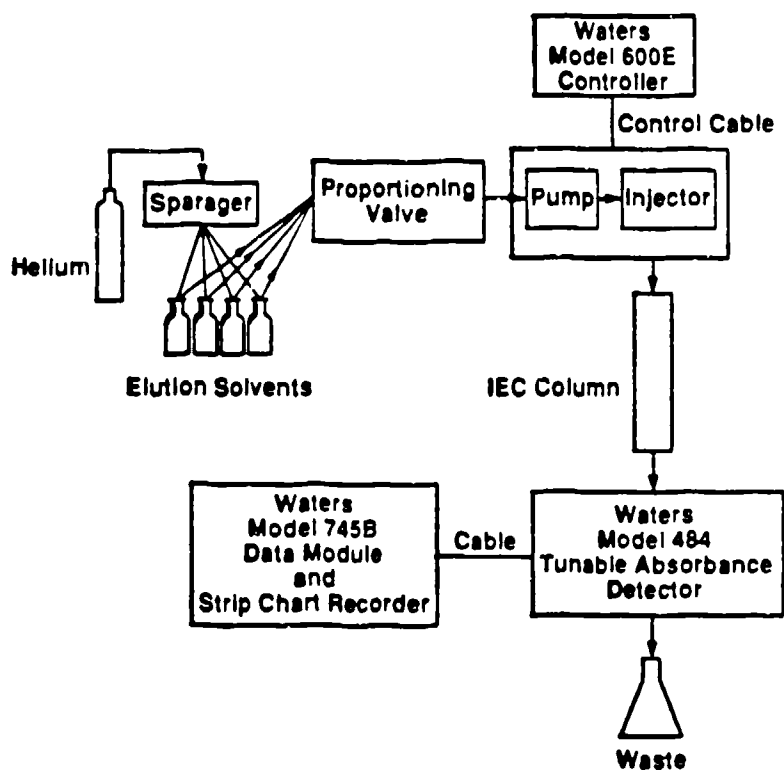 Waters
Model 600E
Controller
Control Cable
Sparager
Proportioning
Valve
Pump
Injector
Helium
Elution Solvents
IEC Column
Waters
Model 745B
Data Module
and
Strip Chart Recorder
Cable
Waters
Model 484
Tunable Absorbance
Detector
Waste